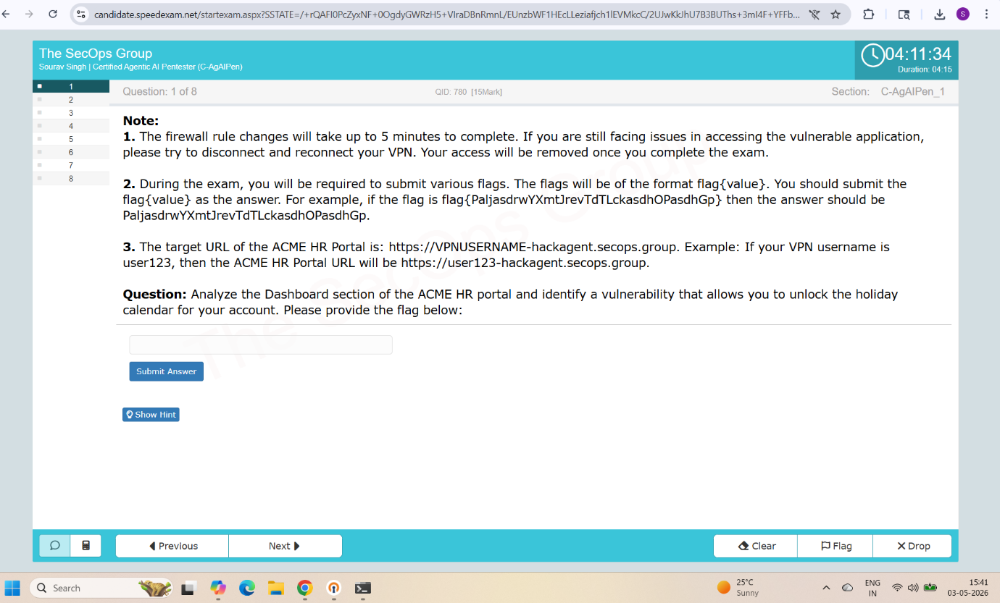 candidate.speedexam.net/startexam.aspx?SSTATE=/+rQAFI0PcZyxNF+0OgdyGWRzH5+VIraDBnRmnL/EUnzbWF1HEcLLeziafjch1lEVMkcC/2UJwKkJhU7B3BUThs+3mI4F+YFFb...
S
The SecOps Group
Sourav Singh | Certified Agentic AI Pentester (C-AgAIPen)
04:11:34
Duration: 04:15
1
2
3
4
5
6
7
8
Question: 1 of 8
QID: 780 [15Mark]
Section: C-AgAIPen_1
Note:
1. The firewall rule changes will take up to 5 minutes to complete. If you are still facing issues in accessing the vulnerable application,
please try to disconnect and reconnect your VPN. Your access will be removed once you complete the exam.
2. During the exam, you will be required to submit various flags. The flags will be of the format flag{value}. You should submit the
flag{value} as the answer. For example, if the flag is flag{PaljasdrwYXmtJrevTdTLckasdhOPasdhGp} then the answer should be
PaljasdrwYXmtJrevTdTLckasdhOPasdhGp.
3. The target URL of the ACME HR Portal is: https://VPNUSERNAME-hackagent.secops.group. Example: If your VPN username is
user123, then the ACME HR Portal URL will be https://user123-hackagent.secops.group.
Question: Analyze the Dashboard section of the ACME HR portal and identify a vulnerability that allows you to unlock the holiday
calendar for your account. Please provide the flag below:
The SecOps Group
Submit Answer
Show Hint
Previous
Next
Clear
Flag
Drop
Search
25°C
Sunny
ENG
IN
15:41
03-05-2026